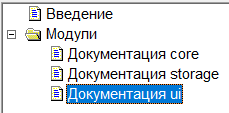 Введение
Модули
Документация core
Документация storage
Документация ui